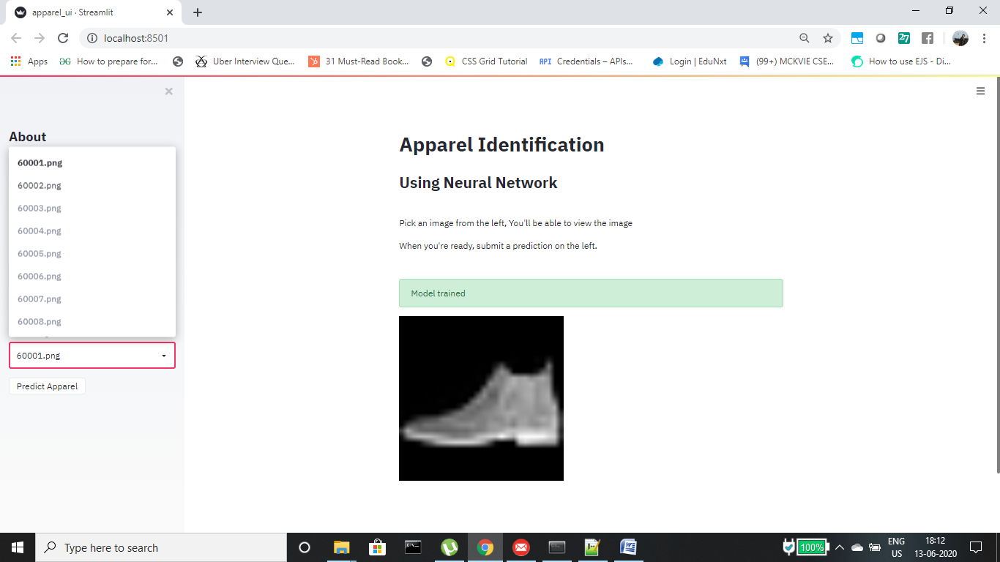 apparel_ui · Streamlit
localhost:8501
Apps How to prepare for... Uber Interview Que... 31 Must-Read Book... CSS Grid Tutorial API Credentials – APIs... Login | EduNxt (99+) MCKVIE CSE... How to use EJS - Di...
About
60001.png
60002.png
60003.png
60004.png
60005.png
60006.png
60007.png
60008.png
60001.png
Predict Apparel
Apparel Identification
Using Neural Network
Pick an image from the left, You'll be able to view the image
When you're ready, submit a prediction on the left.
Model trained
Type here to search
100%
ENG
US
18:12
13-06-2020